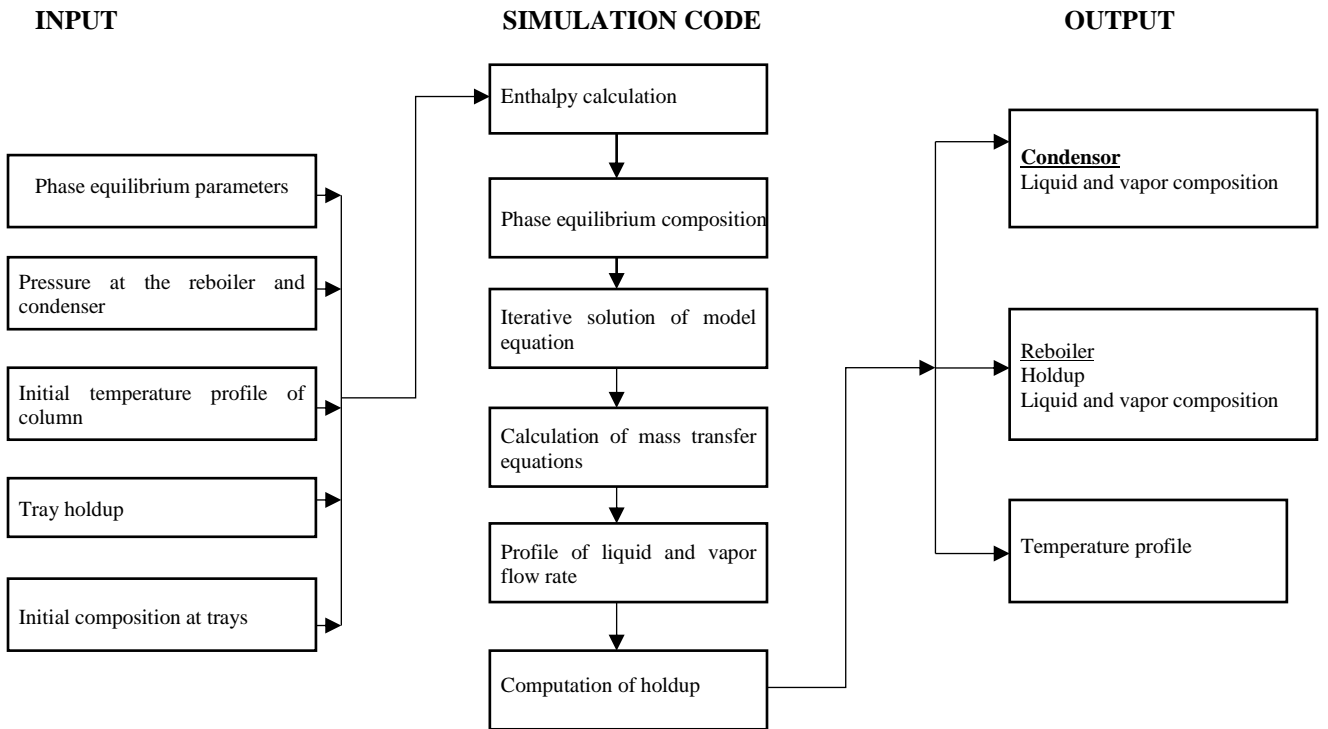 INPUT
SIMULATION CODE
OUTPUT
Phase equilibrium parameters
Pressure at the reboiler and
condenser
Initial temperature profile of
column
Tray holdup
Initial composition at trays
Enthalpy calculation
Phase equilibrium composition
Iterative solution of model
equation
Calculation of mass transfer
equations
Profile of liquid and vapor
flow rate
Computation of holdup
Condensor
Liquid and vapor composition
Reboiler
Holdup
Liquid and vapor composition
Temperature profile